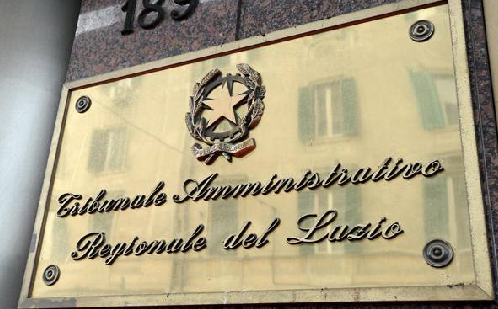 189
Tribunale Amministrativo
Regionale del Lazio